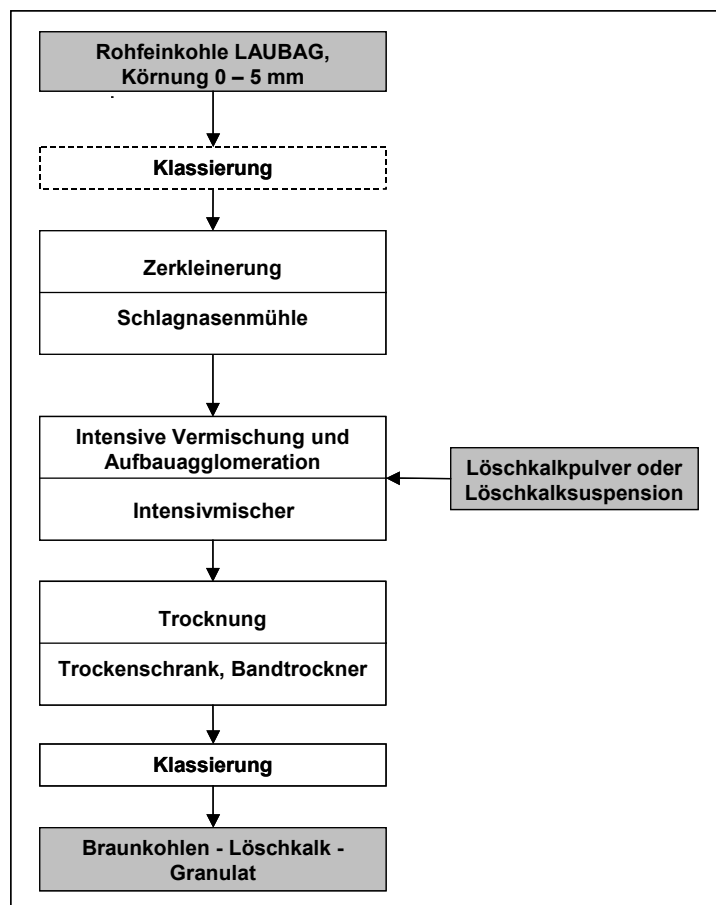 Rohfeinkohle LAUBAG,
Körnung 0 – 5 mm
Klassierung
Zerkleinerung
Schlagnasenmühle
Intensive Vermischung und
Aufbauagglomeration
Intensivmischer
Löschkalkpulver oder
Löschkalksuspension
Trocknung
Trockenschrank, Bandtrockner
Klassierung
Braunkohlen - Löschkalk -
Granulat